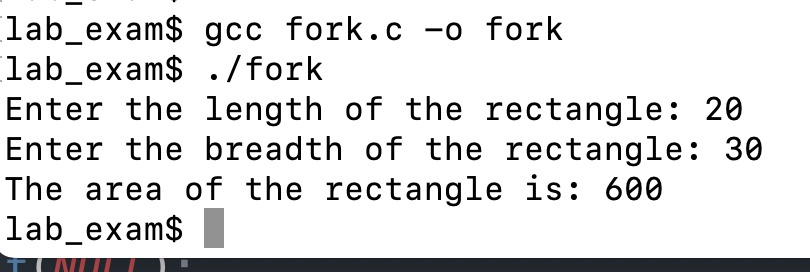 lab_exam$ gcc fork.c -o fork
lab_exam$ ./fork
Enter the length of the rectangle: 20
Enter the breadth of the rectangle: 30
The area of the rectangle is: 600
lab_exam$
(NULL)